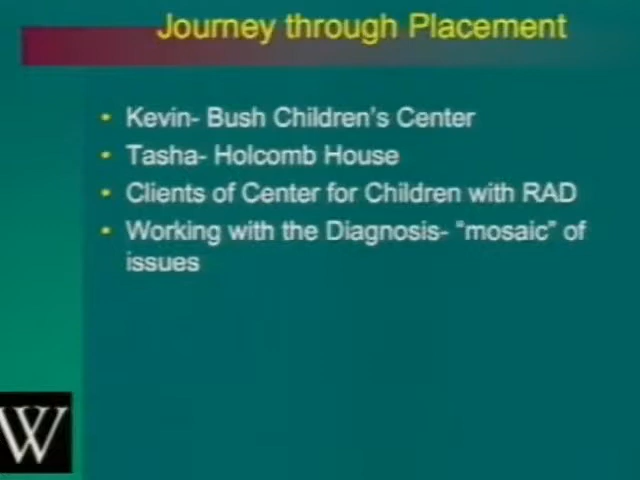 Journey through Placement
• Kevin- Bush Children's Center
• Tasha- Holcomb House
• Clients of Center for Children with RAD
• Working with the Diagnosis- “mosaic” of
issues
W